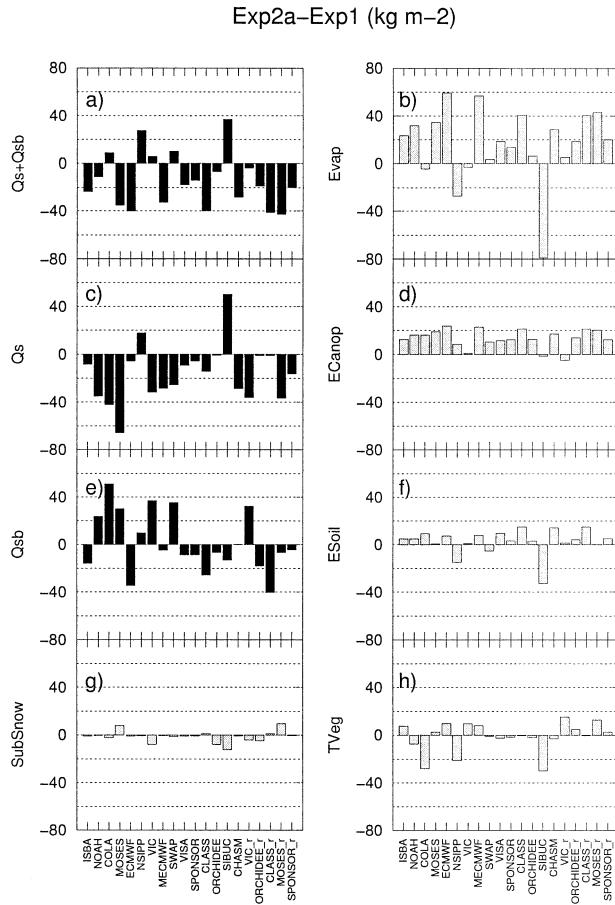 Exp2a−Exp1 (kg m−2)
80
40
0
−40
−80
a)
Qs+Qsb
80
40
0
−40
−80
b)
Evap
40
0
−40
−80
c)
Qs
40
0
−40
−80
d)
ECanop
40
0
−40
−80
e)
Qsb
40
0
−40
−80
f)
ESoil
40
0
−40
−80
g)
SubSnow
40
0
−40
−80
h)
TVeg
ISBA
NOAH
COLA
MOSES
ECMWF
NSIPP
VIC
MECMWF
SWAP
VISA
SPONSOR
CLASS
ORCHIDEE
SIBUC
CHASM
VIC_r
ORCHIDEE_r
CLASS_r
MOSES_r
SPONSOR_r
ISBA
NOAH
COLA
MOSES
ECMWF
NSIPP
VIC
MECMWF
SWAP
VISA
SPONSOR
CLASS
ORCHIDEE
SIBUC
CHASM
VIC_r
ORCHIDEE_r
CLASS_r
MOSES_r
SPONSOR_r